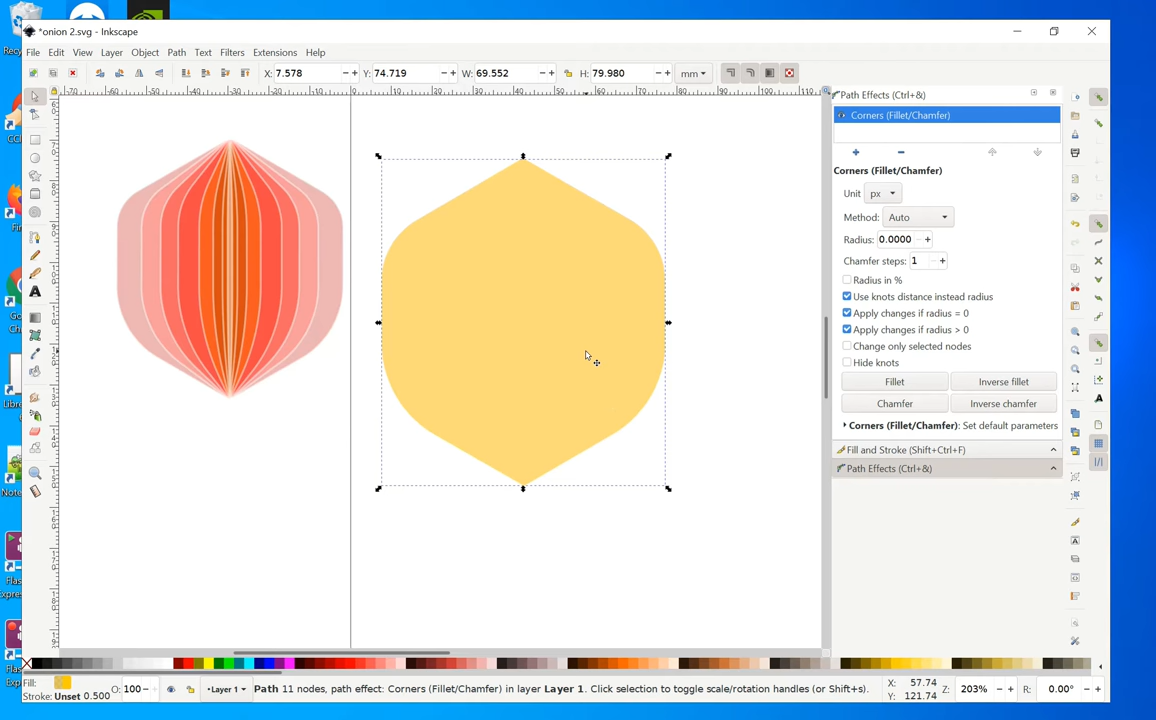 *onion 2.svg - Inkscape
File Edit View Layer Object Path Text Filters Extensions Help
X: 7.578 Y: 74.719 W: 69.552 H: 79.980 mm
Path Effects (Ctrl+&)
Corners (Fillet/Chamfer)
Corners (Fillet/Chamfer)
Unit px
Method: Auto
Radius: 0.0000
Chamfer steps: 1
Radius in %
Use knots distance instead radius
Apply changes if radius = 0
Apply changes if radius > 0
Change only selected nodes
Hide knots
Fillet Inverse fillet
Chamfer Inverse chamfer
Corners (Fillet/Chamfer): Set default parameters
Fill and Stroke (Shift+Ctrl+F)
Path Effects (Ctrl+&)
Fill:
Stroke: Unset 0.500 O: 100 Layer 1 Path 11 nodes, path effect: Corners (Fillet/Chamfer) in layer Layer 1. Click selection to toggle scale/rotation handles (or Shift+s).
X: 57.74
Y: 121.74
Z: 203% R: 0.00°